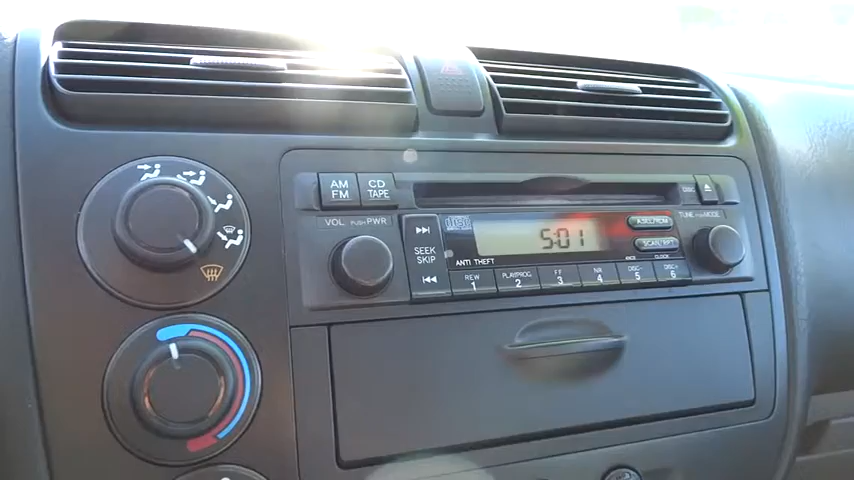 AM
FM
CD
TAPE
DISC
VOL PUSH PWR
SEEK
SKIP
ANTI THEFT
5:01
A.SEL/RDM
SCAN/RPT
CLOCK
TUNE PUSH MODE
REW
1
PLAY/PROG
2
FF
3
NR
4
DISC
5
DISC
6